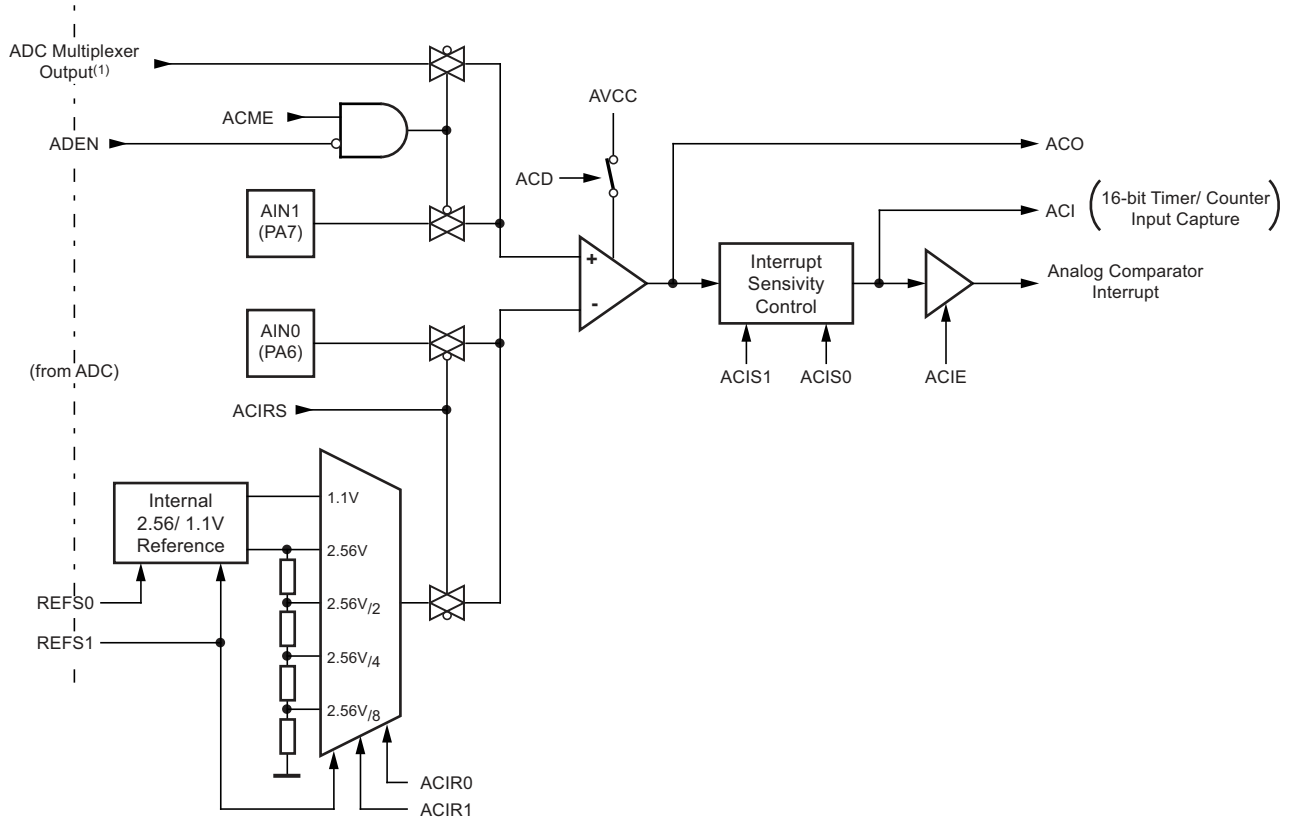 ADC Multiplexer
Output(1)
ACME
ADEN
AVCC
ACD
ACO
ACI
(16-bit Timer/ Counter
Input Capture)
AIN1
(PA7)
+
-
Interrupt
Sensivity
Control
Analog Comparator
Interrupt
AIN0
(PA6)
(from ADC)
ACIS1
ACIS0
ACIE
ACIRS
Internal
2.56/ 1.1V
Reference
1.1V
2.56V
2.56V/2
2.56V/4
2.56V/8
REFS0
REFS1
ACIR0
ACIR1